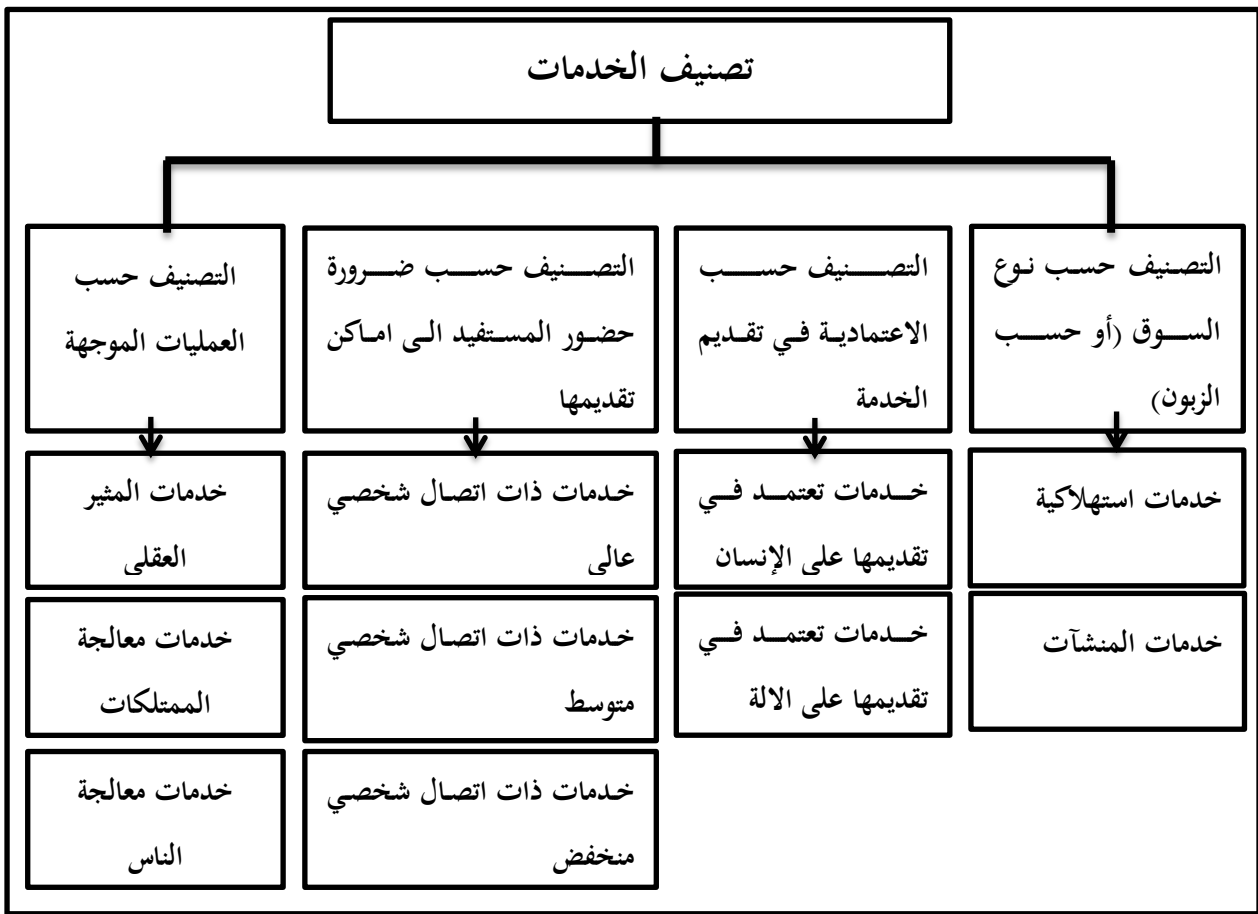 تصنيف الخدمات
التصنيف حسب نوع
السوق (أو حسب
الزبون)
التصنيف حسب
الاعتمادية في تقديم
الخدمة
التصنيف حسب ضرورة
حضور المستفيد الى اماكن
تقديمها
التصنيف حسب
العمليات الموجهة
خدمات استهلاكية
خدمات تعتمد في
تقديمها على الإنسان
خدمات ذات اتصال شخصي
عالي
خدمات المثير
العقلي
خدمات المنشآت
خدمات تعتمد في
تقديمها على الالة
خدمات ذات اتصال شخصي
متوسط
خدمات معالجة
الممتلكات
خدمات ذات اتصال شخصي
منخفض
خدمات معالجة
الناس